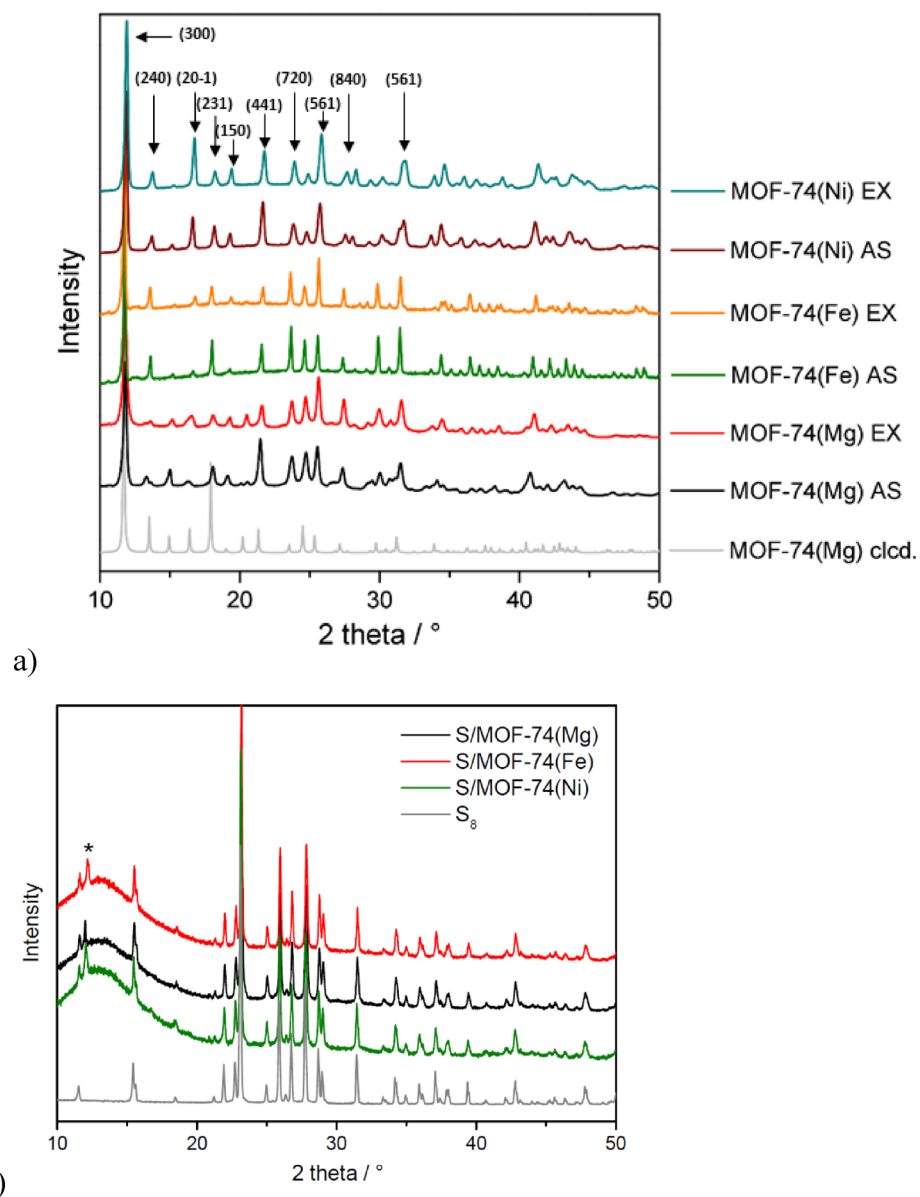 (300)
(240) (20-1) (720) (840) (561)
(231) (441) (561)
(150)
MOF-74(Ni) EX
MOF-74(Ni) AS
MOF-74(Fe) EX
MOF-74(Fe) AS
MOF-74(Mg) EX
MOF-74(Mg) AS
MOF-74(Mg) clcd.
Intensity
10 20 30 40 50
2 theta / °
a)
S/MOF-74(Mg)
S/MOF-74(Fe)
S/MOF-74(Ni)
S₈
*
Intensity
10 20 30 40 50
2 theta / °
)